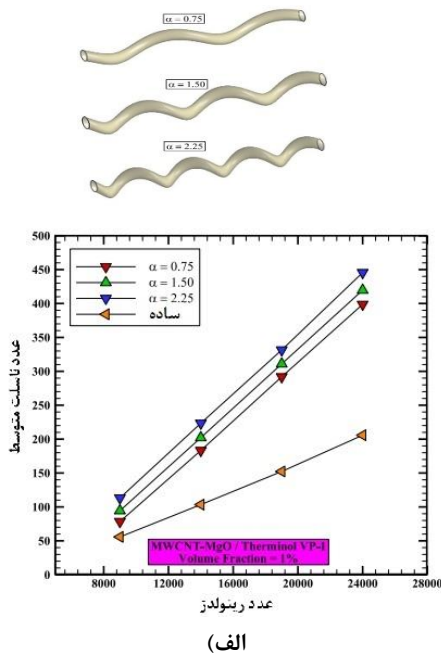 α = 0.75
α = 1.50
α = 2.25
500
450
400
350
300
250
200
150
100
50
0
عدد ناسلت متوسط
α = 0.75
α = 1.50
α = 2.25
ساده
MWCNT-MgO / Therminol VP-1
Volume Fraction = 1%
8000 12000 16000 20000 24000 28000
عدد رینولدز
الف)